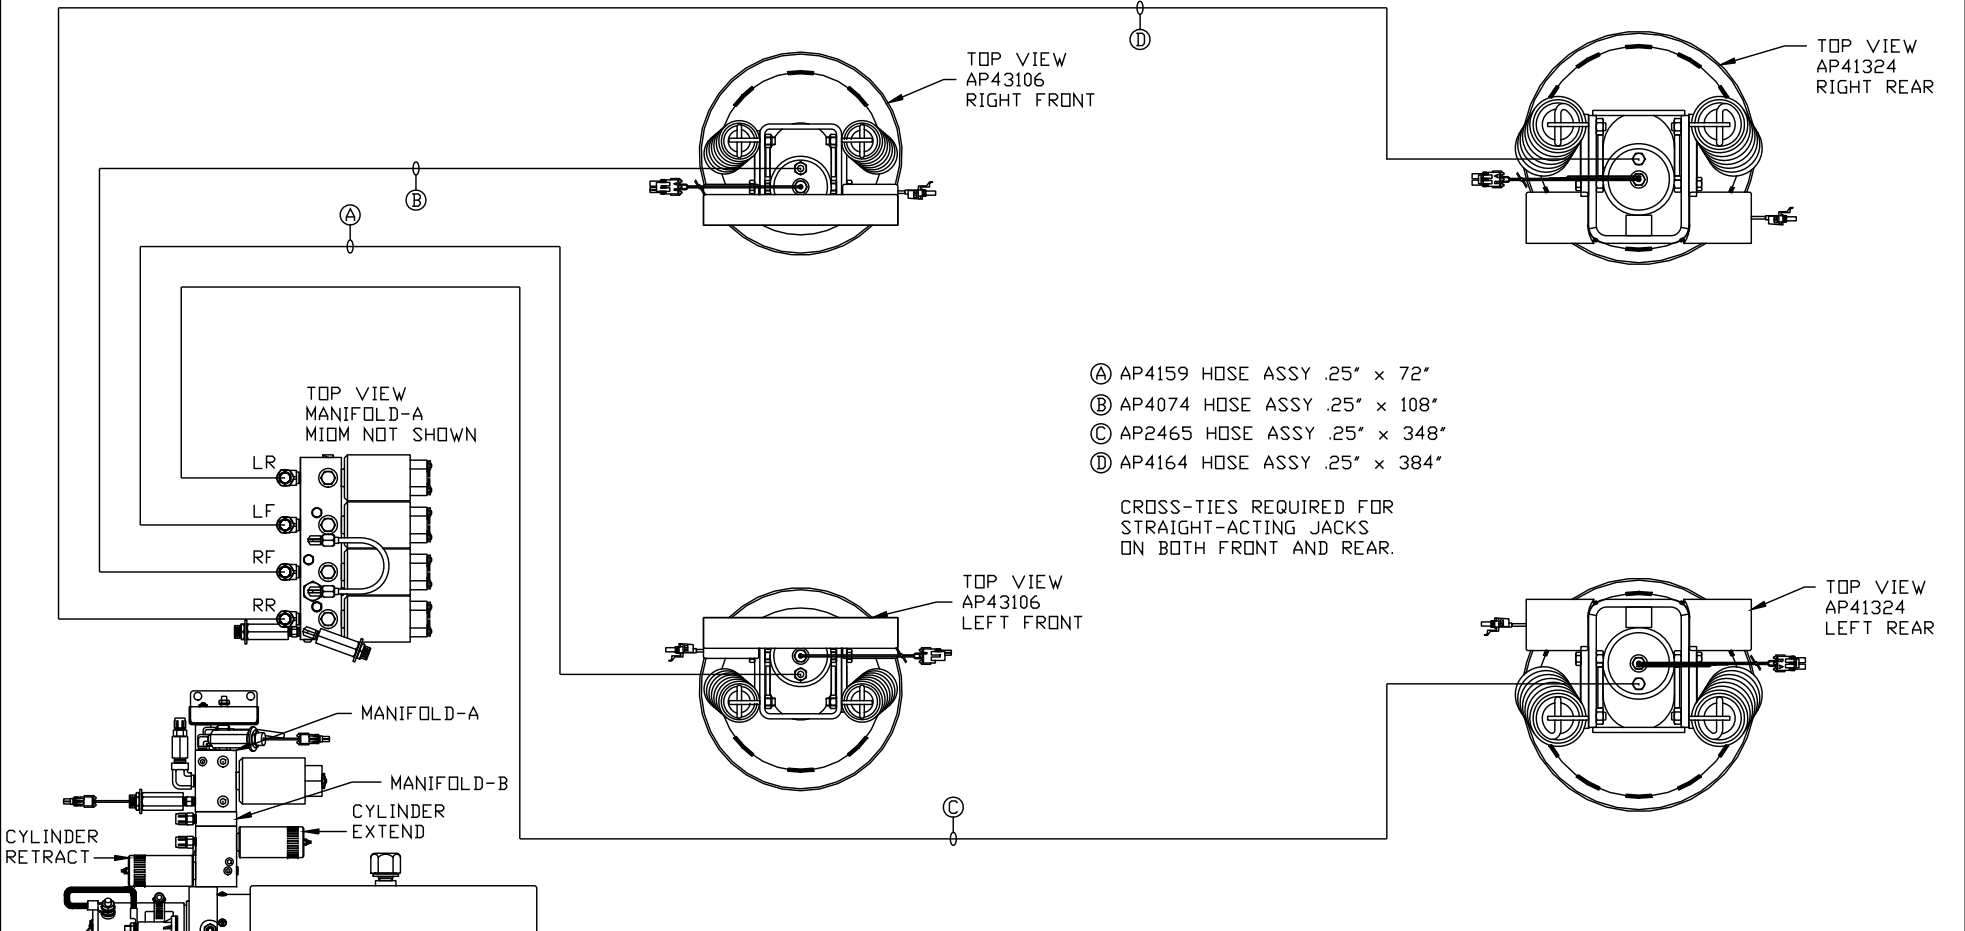 D
TOP VIEW
AP43106
RIGHT FRONT
TOP VIEW
AP41324
RIGHT REAR
B
A
TOP VIEW
MANIFOLD-A
MIOM NOT SHOWN
LR
LF
RF
RR
A AP4159 HOSE ASSY .25" x 72"
B AP4074 HOSE ASSY .25" x 108"
C AP2465 HOSE ASSY .25" x 348"
D AP4164 HOSE ASSY .25" x 384"
CROSS-TIES REQUIRED FOR
STRAIGHT-ACTING JACKS
ON BOTH FRONT AND REAR.
TOP VIEW
AP43106
LEFT FRONT
TOP VIEW
AP41324
LEFT REAR
MANIFOLD-A
MANIFOLD-B
CYLINDER
EXTEND
CYLINDER
RETRACT
C